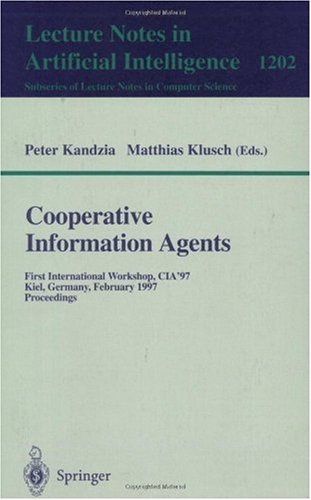 Lecture Notes in
Artificial Intelligence 1202
Subseries of Lecture Notes in Computer Science
Peter Kandzia Matthias Klusch (Eds.)
Cooperative
Information Agents
First International Workshop, CIA'97
Kiel, Germany, February 1997
Proceedings
Springer